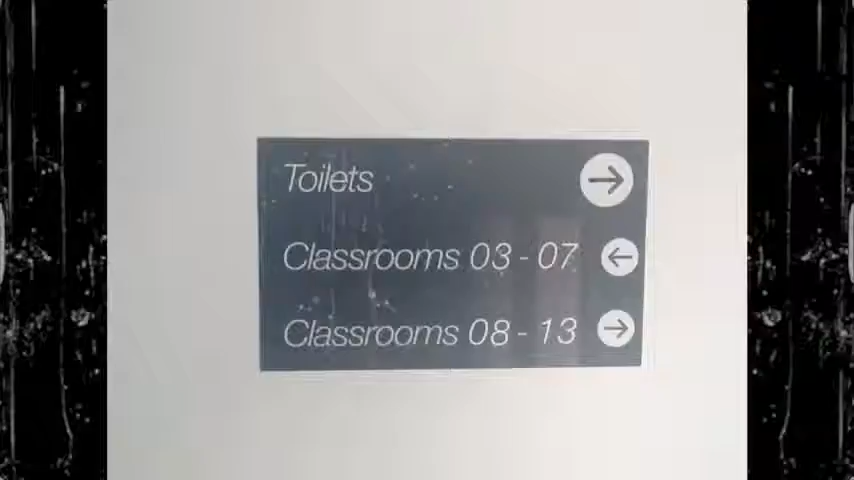 Toilets →
Classrooms 03 - 07 ←
Classrooms 08 - 13 →